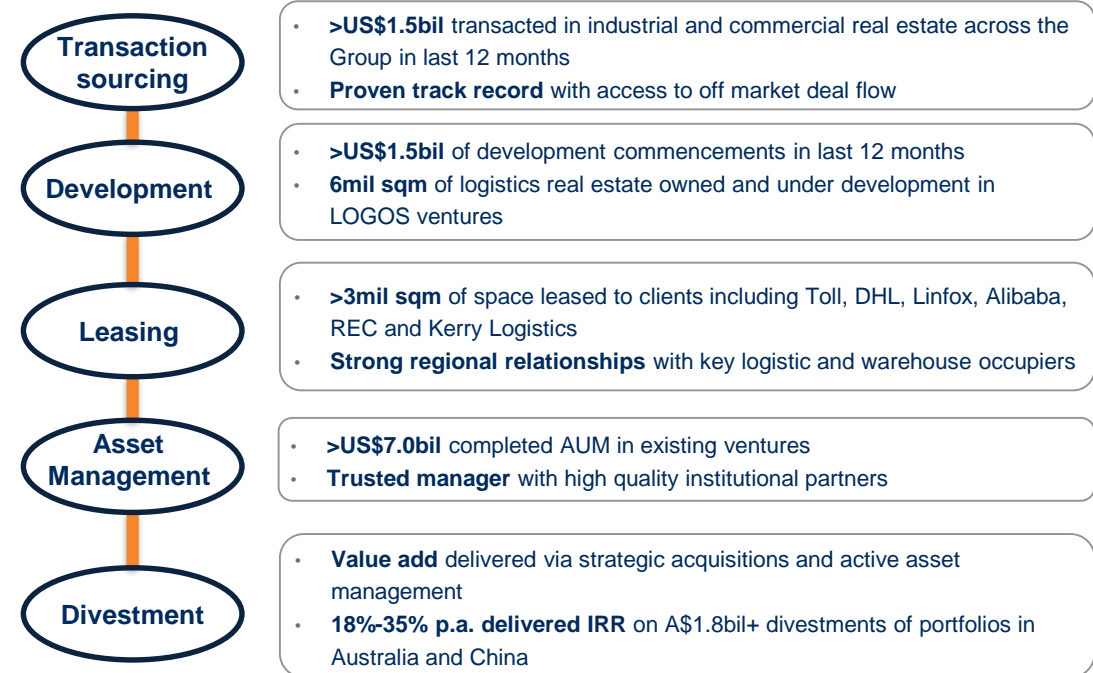 Transaction
sourcing
• >US$1.5bil transacted in industrial and commercial real estate across the
Group in last 12 months
• Proven track record with access to off market deal flow
Development
• >US$1.5bil of development commencements in last 12 months
• 6mil sqm of logistics real estate owned and under development in
LOGOS ventures
Leasing
• >3mil sqm of space leased to clients including Toll, DHL, Linfox, Alibaba,
REC and Kerry Logistics
• Strong regional relationships with key logistic and warehouse occupiers
Asset
Management
• >US$7.0bil completed AUM in existing ventures
• Trusted manager with high quality institutional partners
Divestment
• Value add delivered via strategic acquisitions and active asset
management
• 18%-35% p.a. delivered IRR on A$1.8bil+ divestments of portfolios in
Australia and China